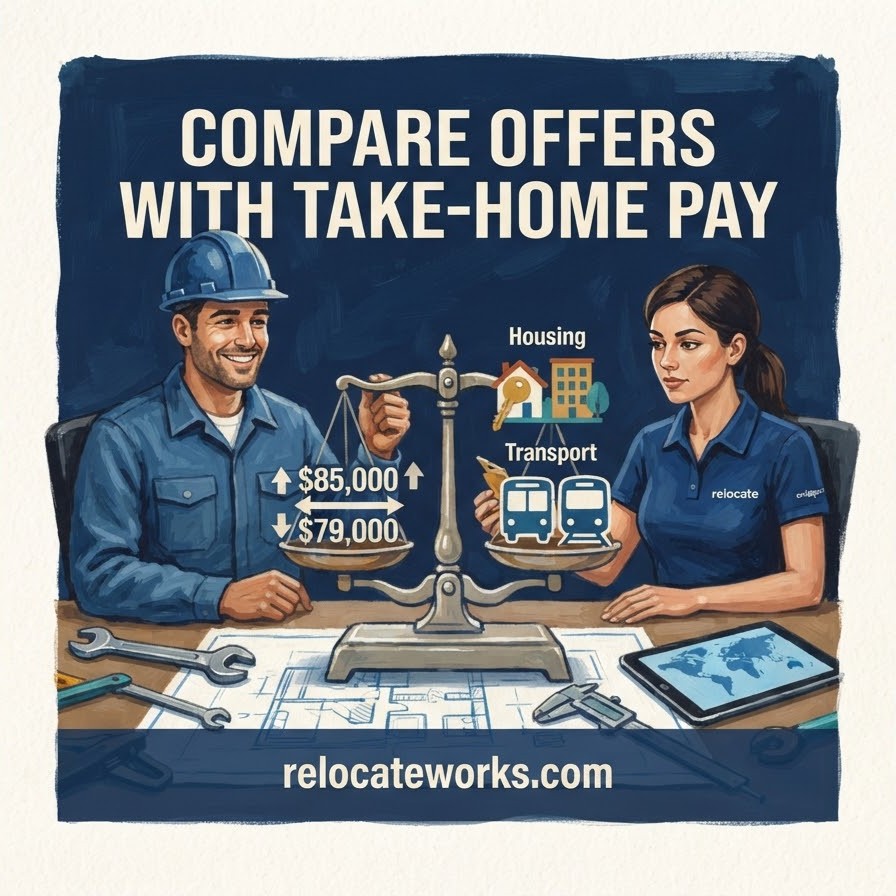 COMPARE OFFERS
WITH TAKE-HOME PAY
Housing
Transport
↑ $85,000 ↑
↓ $79,000
relocate
relocateworks.com